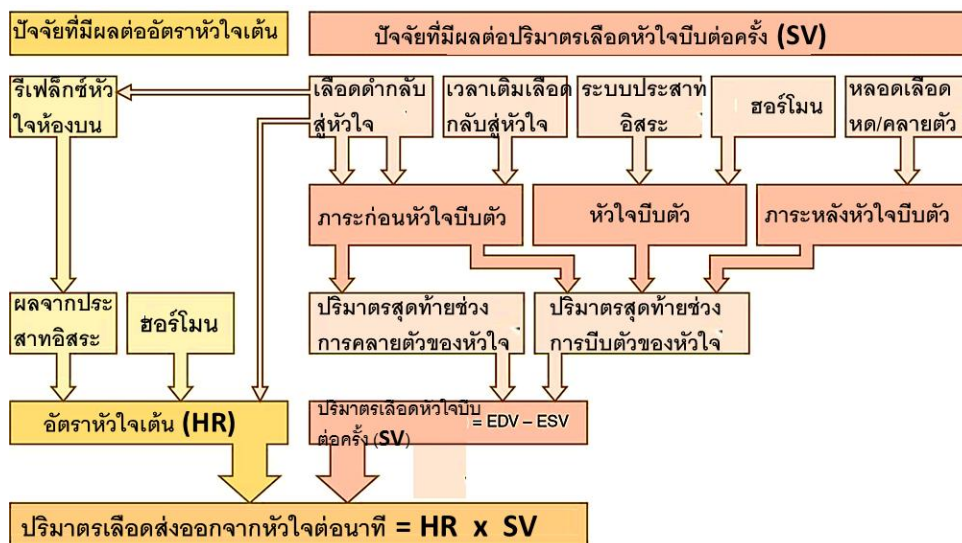 ปัจจัยที่มีผลต่ออัตราหัวใจเต้น
ปัจจัยที่มีผลต่อปริมาตรเลือดหัวใจบีบต่อครั้ง (SV)
รีเฟล็กซ์หัว
ใจห้องบน
เลือดดำกลับ
สู่หัวใจ
เวลาเติมเลือด
กลับสู่หัวใจ
ระบบประสาท
อิสระ
ฮอร์โมน
หลอดเลือด
หด/คลายตัว
ภาระก่อนหัวใจบีบตัว
หัวใจบีบตัว
ภาระหลังหัวใจบีบตัว
ผลจากประ
สาทอิสระ
ฮอร์โมน
ปริมาตรสุดท้ายช่วง
การคลายตัวของหัวใจ
ปริมาตรสุดท้ายช่วง
การบีบตัวของหัวใจ
อัตราหัวใจเต้น (HR)
ปริมาตรเลือดหัวใจบีบ
ต่อครั้ง (SV)
= EDV – ESV
ปริมาตรเลือดส่งออกจากหัวใจต่อนาที = HR x SV